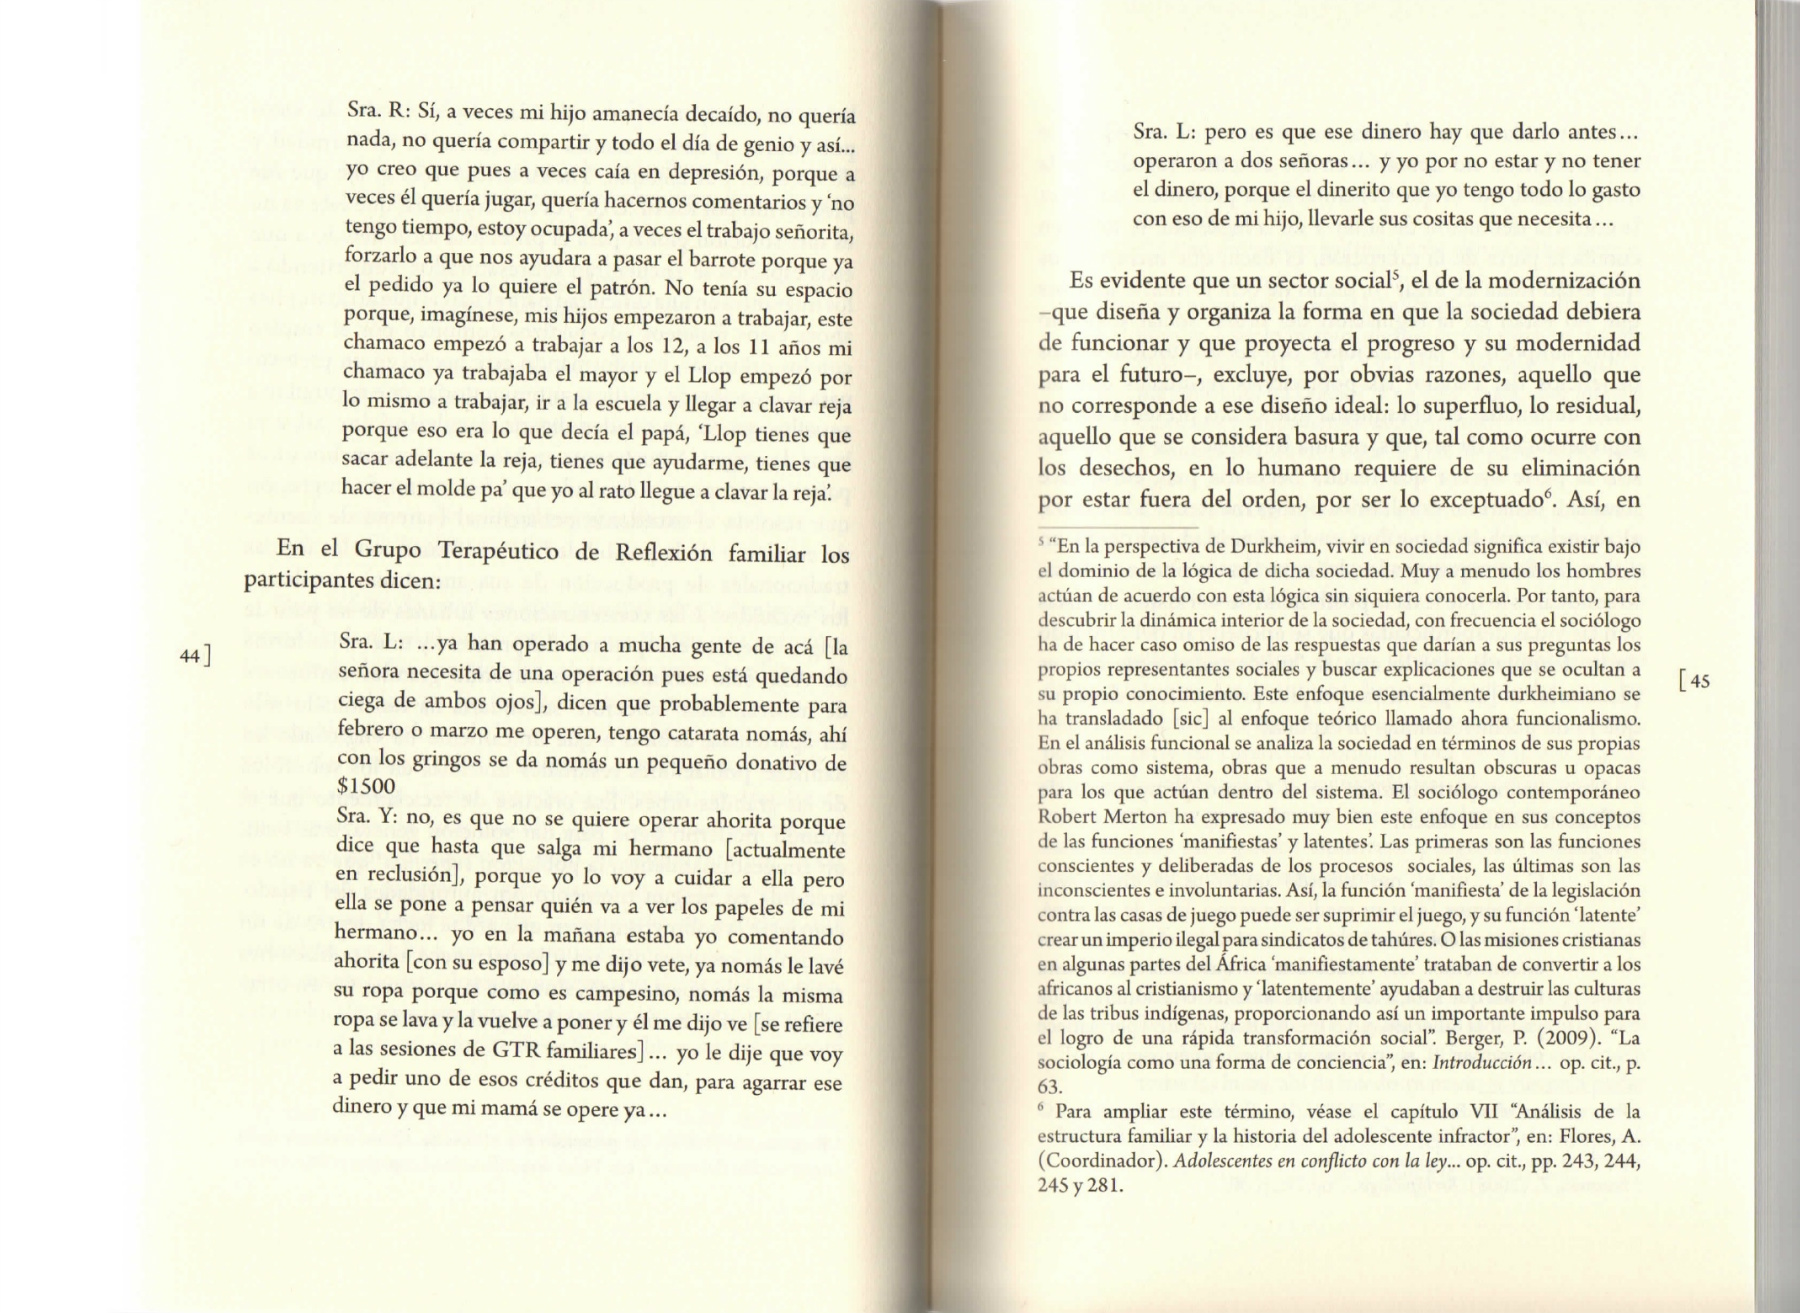 Sra. R: Sí, a veces mi hijo amanecía decaído, no quería
nada, no quería compartir y todo el día de genio y así...
yo creo que pues a veces caía en depresión, porque a
veces él quería jugar, quería hacernos comentarios y ‘no
tengo tiempo, estoy ocupada’, a veces el trabajo señorita,
forzarlo a que nos ayudara a pasar el barrote porque ya
el pedido ya lo quiere el patrón. No tenía su espacio
porque, imagínese, mis hijos empezaron a trabajar, este
chamaco empezó a trabajar a los 12, a los 11 años mi
chamaco ya trabajaba el mayor y el Llop empezó por
lo mismo a trabajar, ir a la escuela y llegar a clavar reja
porque eso era lo que decía el papá, ‘Llop tienes que
sacar adelante la reja, tienes que ayudarme, tienes que
hacer el molde pa’ que yo al rato llegue a clavar la reja’.
En el Grupo Terapéutico de Reflexión familiar los
participantes dicen:
44]
Sra. L: ...ya han operado a mucha gente de acá [la
señora necesita de una operación pues está quedando
ciega de ambos ojos], dicen que probablemente para
febrero o marzo me operen, tengo catarata nomás, ahí
con los gringos se da nomás un pequeño donativo de
$1500
Sra. Y: no, es que no se quiere operar ahorita porque
dice que hasta que salga mi hermano [actualmente
en reclusión], porque yo lo voy a cuidar a ella pero
ella se pone a pensar quién va a ver los papeles de mi
hermano... yo en la mañana estaba yo comentando
ahorita [con su esposo] y me dijo vete, ya nomás le lavé
su ropa porque como es campesino, nomás la misma
ropa se lava y la vuelve a poner y él me dijo ve [se refiere
a las sesiones de GTR familiares]... yo le dije que voy
a pedir uno de esos créditos que dan, para agarrar ese
dinero y que mi mamá se opere ya...
Sra. L: pero es que ese dinero hay que darlo antes...
operaron a dos señoras... y yo por no estar y no tener
el dinero, porque el dinerito que yo tengo todo lo gasto
con eso de mi hijo, llevarle sus cositas que necesita...
Es evidente que un sector social⁵, el de la modernización
–que diseña y organiza la forma en que la sociedad debiera
de funcionar y que proyecta el progreso y su modernidad
para el futuro–, excluye, por obvias razones, aquello que
no corresponde a ese diseño ideal: lo superfluo, lo residual,
aquello que se considera basura y que, tal como ocurre con
los desechos, en lo humano requiere de su eliminación
por estar fuera del orden, por ser lo exceptuado⁶. Así, en
⁵ “En la perspectiva de Durkheim, vivir en sociedad significa existir bajo
el dominio de la lógica de dicha sociedad. Muy a menudo los hombres
actúan de acuerdo con esta lógica sin siquiera conocerla. Por tanto, para
descubrir la dinámica interior de la sociedad, con frecuencia el sociólogo
ha de hacer caso omiso de las respuestas que darían a sus preguntas los
propios representantes sociales y buscar explicaciones que se ocultan a
su propio conocimiento. Este enfoque esencialmente durkheimiano se
ha transladado [sic] al enfoque teórico llamado ahora funcionalismo.
En el análisis funcional se analiza la sociedad en términos de sus propias
obras como sistema, obras que a menudo resultan obscuras u opacas
para los que actúan dentro del sistema. El sociólogo contemporáneo
Robert Merton ha expresado muy bien este enfoque en sus conceptos
de las funciones ‘manifiestas’ y latentes’. Las primeras son las funciones
conscientes y deliberadas de los procesos sociales, las últimas son las
inconscientes e involuntarias. Así, la función ‘manifiesta’ de la legislación
contra las casas de juego puede ser suprimir el juego, y su función ‘latente’
crear un imperio ilegal para sindicatos de tahúres. O las misiones cristianas
en algunas partes del África ‘manifiestamente’ trataban de convertir a los
africanos al cristianismo y ‘latentemente’ ayudaban a destruir las culturas
de las tribus indígenas, proporcionando así un importante impulso para
el logro de una rápida transformación social”. Berger, P. (2009). “La
sociología como una forma de conciencia”, en: Introducción... op. cit., p.
63.
⁶ Para ampliar este término, véase el capítulo VII “Análisis de la
estructura familiar y la historia del adolescente infractor”, en: Flores, A.
(Coordinador). Adolescentes en conflicto con la ley... op. cit., pp. 243, 244,
245 y 281.
[45